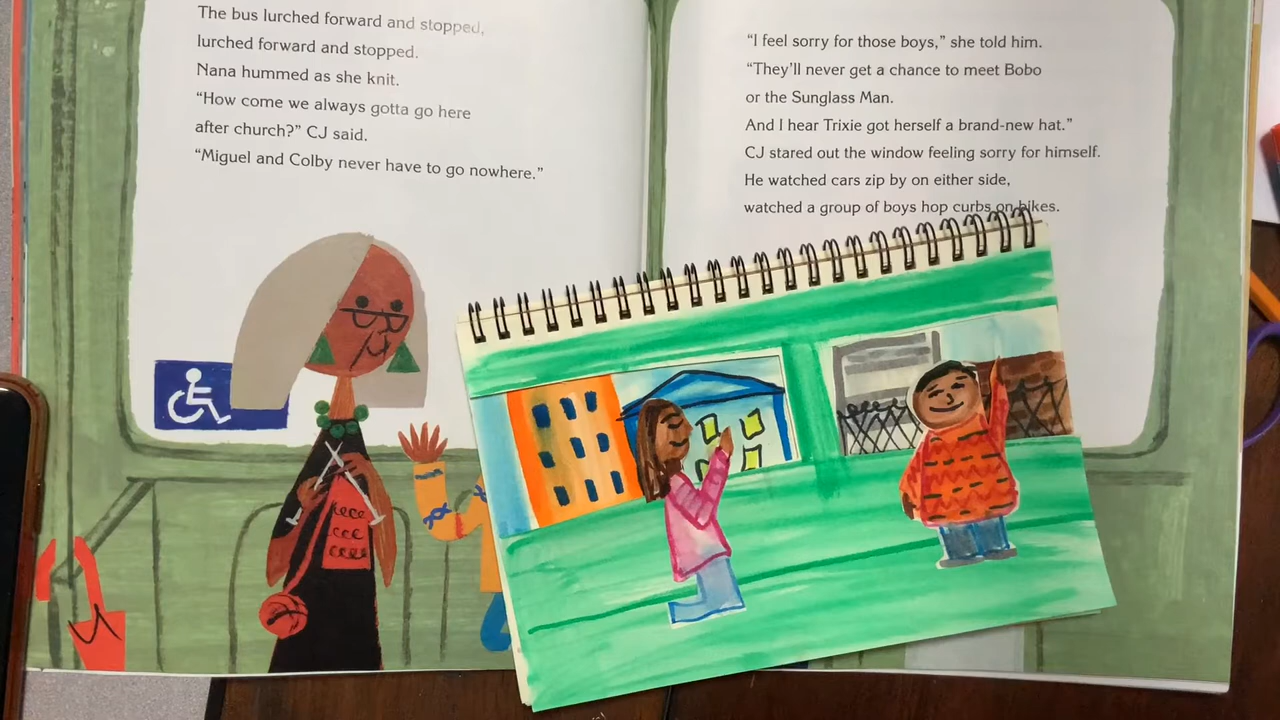 The bus lurched forward and stopped,
lurched forward and stopped.
Nana hummed as she knit.
“How come we always gotta go here
after church?” CJ said.
“Miguel and Colby never have to go nowhere.”
“I feel sorry for those boys,” she told him.
“They’ll never get a chance to meet Bobo
or the Sunglass Man.
And I hear Trixie got herself a brand-new hat.”
CJ stared out the window feeling sorry for himself.
He watched cars zip by on either side,
watched a group of boys hop curbs on bikes.